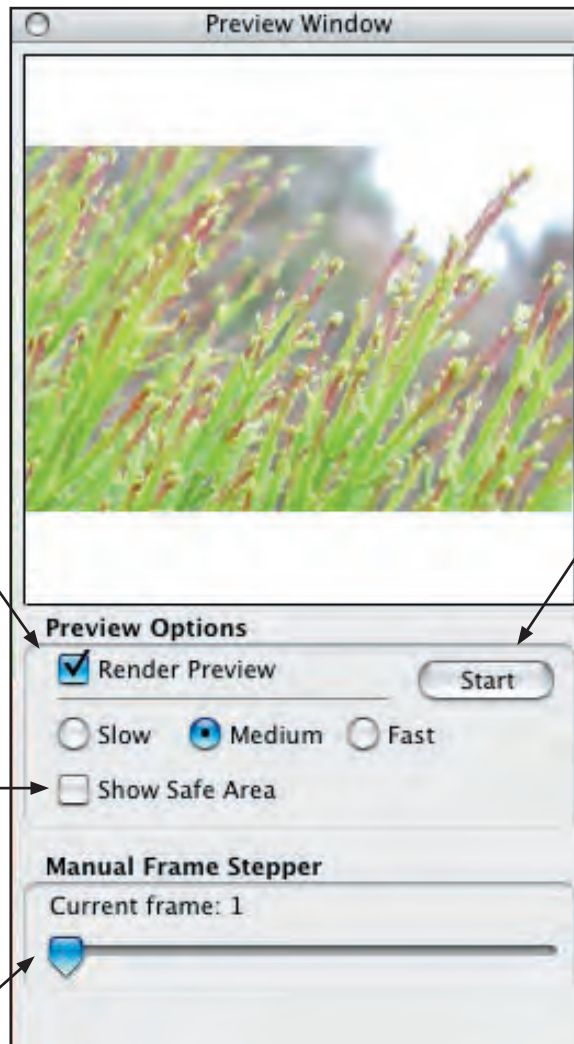 Preview Window
Preview Options
Render Preview
Start
Slow Medium Fast
Show Safe Area
Manual Frame Stepper
Current frame: 1